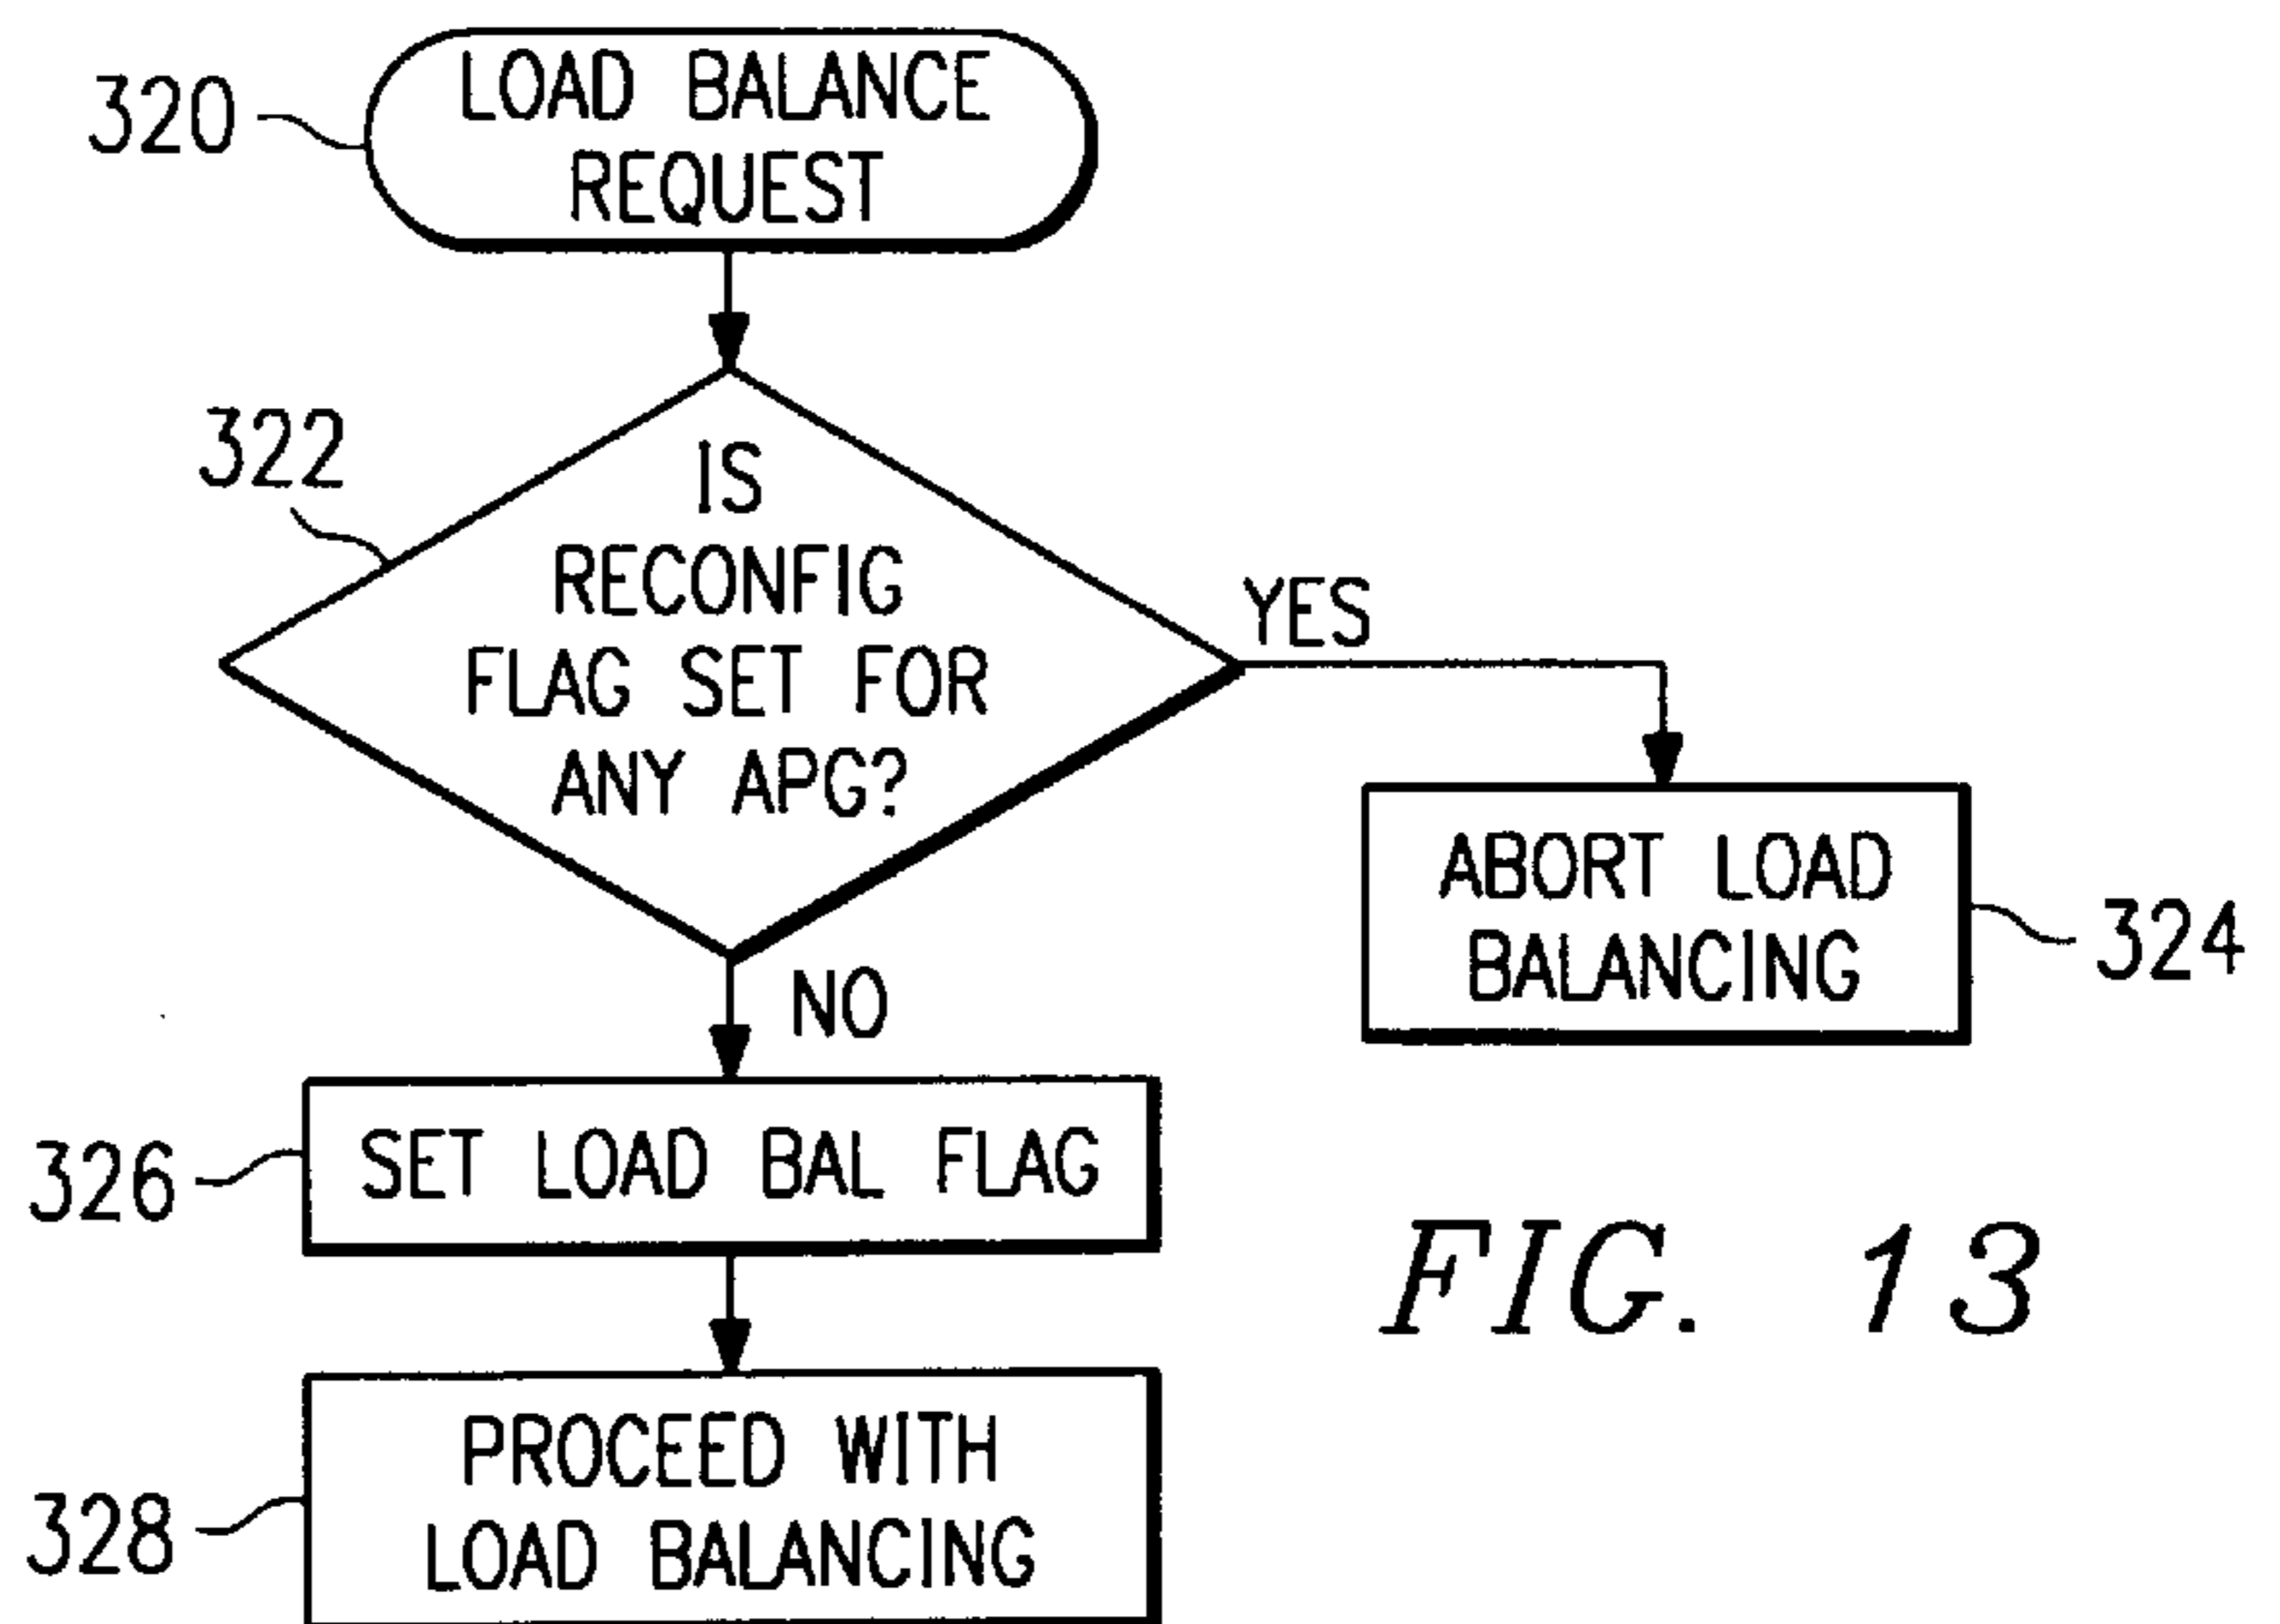 320
LOAD BALANCE
REQUEST
322
IS
RECONFIG
FLAG SET FOR
ANY APG?
YES
ABORT LOAD
BALANCING
324
NO
326
SET LOAD BAL FLAG
328
PROCEED WITH
LOAD BALANCING
FIG. 13